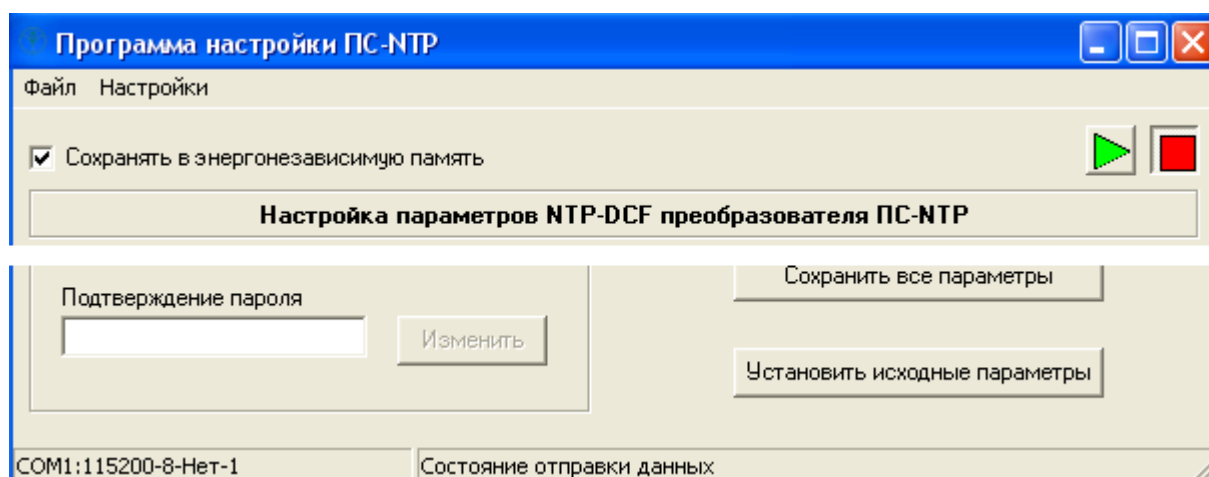 Программа настройки ПС-NTP
Файл Настройки
Сохранять в энергонезависимую память
Настройка параметров NTP-DCF преобразователя ПС-NTP
Сохранить все параметры
Подтверждение пароля
Изменить
Установить исходные параметры
COM1:115200-8-Нет-1 Состояние отправки данных